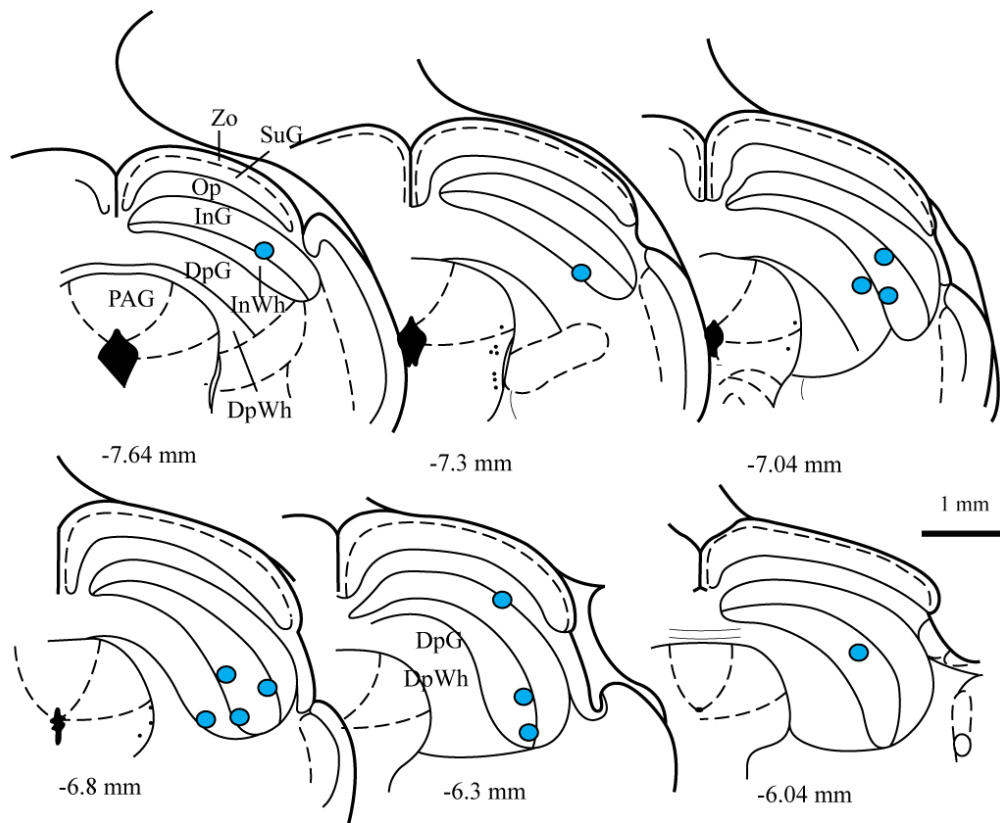 Zo
SuG
Op
InG
DpG
InWh
PAG
DpWh
-7.64 mm
-7.3 mm
-7.04 mm
1 mm
DpG
DpWh
-6.8 mm
-6.3 mm
-6.04 mm